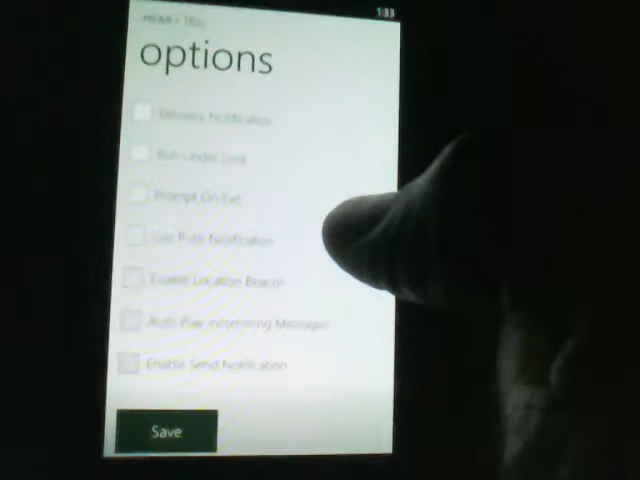 1:33
options
Notification
Run Under Lock
Prompt On Exit
Use Push Notification
Enable Location Beacon
Auto Play Incomming Messages
Enable Send Notification
Save